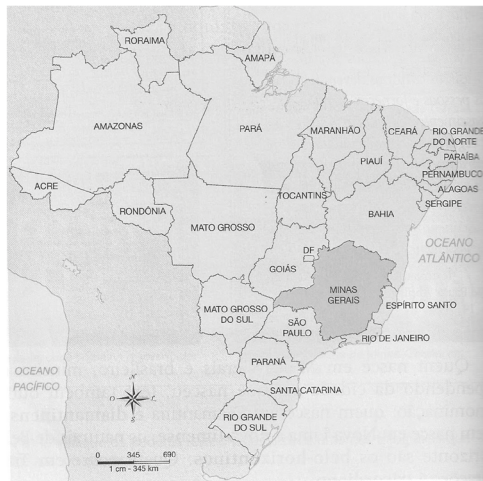 RORAIMA
AMAPÁ
AMAZONAS
PARÁ
MARANHÃO
CEARÁ
RIO GRANDE
DO NORTE
PARAÍBA
PIAUÍ
PERNAMBUCO
ALAGOAS
SERGIPE
ACRE
RONDÔNIA
TOCANTINS
MATO GROSSO
BAHIA
OCEANO
ATLÂNTICO
DF
GOIÁS
MINAS
GERAIS
ESPÍRITO SANTO
MATO GROSSO
DO SUL
SÃO
PAULO
RIO DE JANEIRO
PARANÁ
OCEANO
PACÍFICO
SANTA CATARINA
RIO GRANDE
DO SUL
0 345 690
1 cm - 345 km